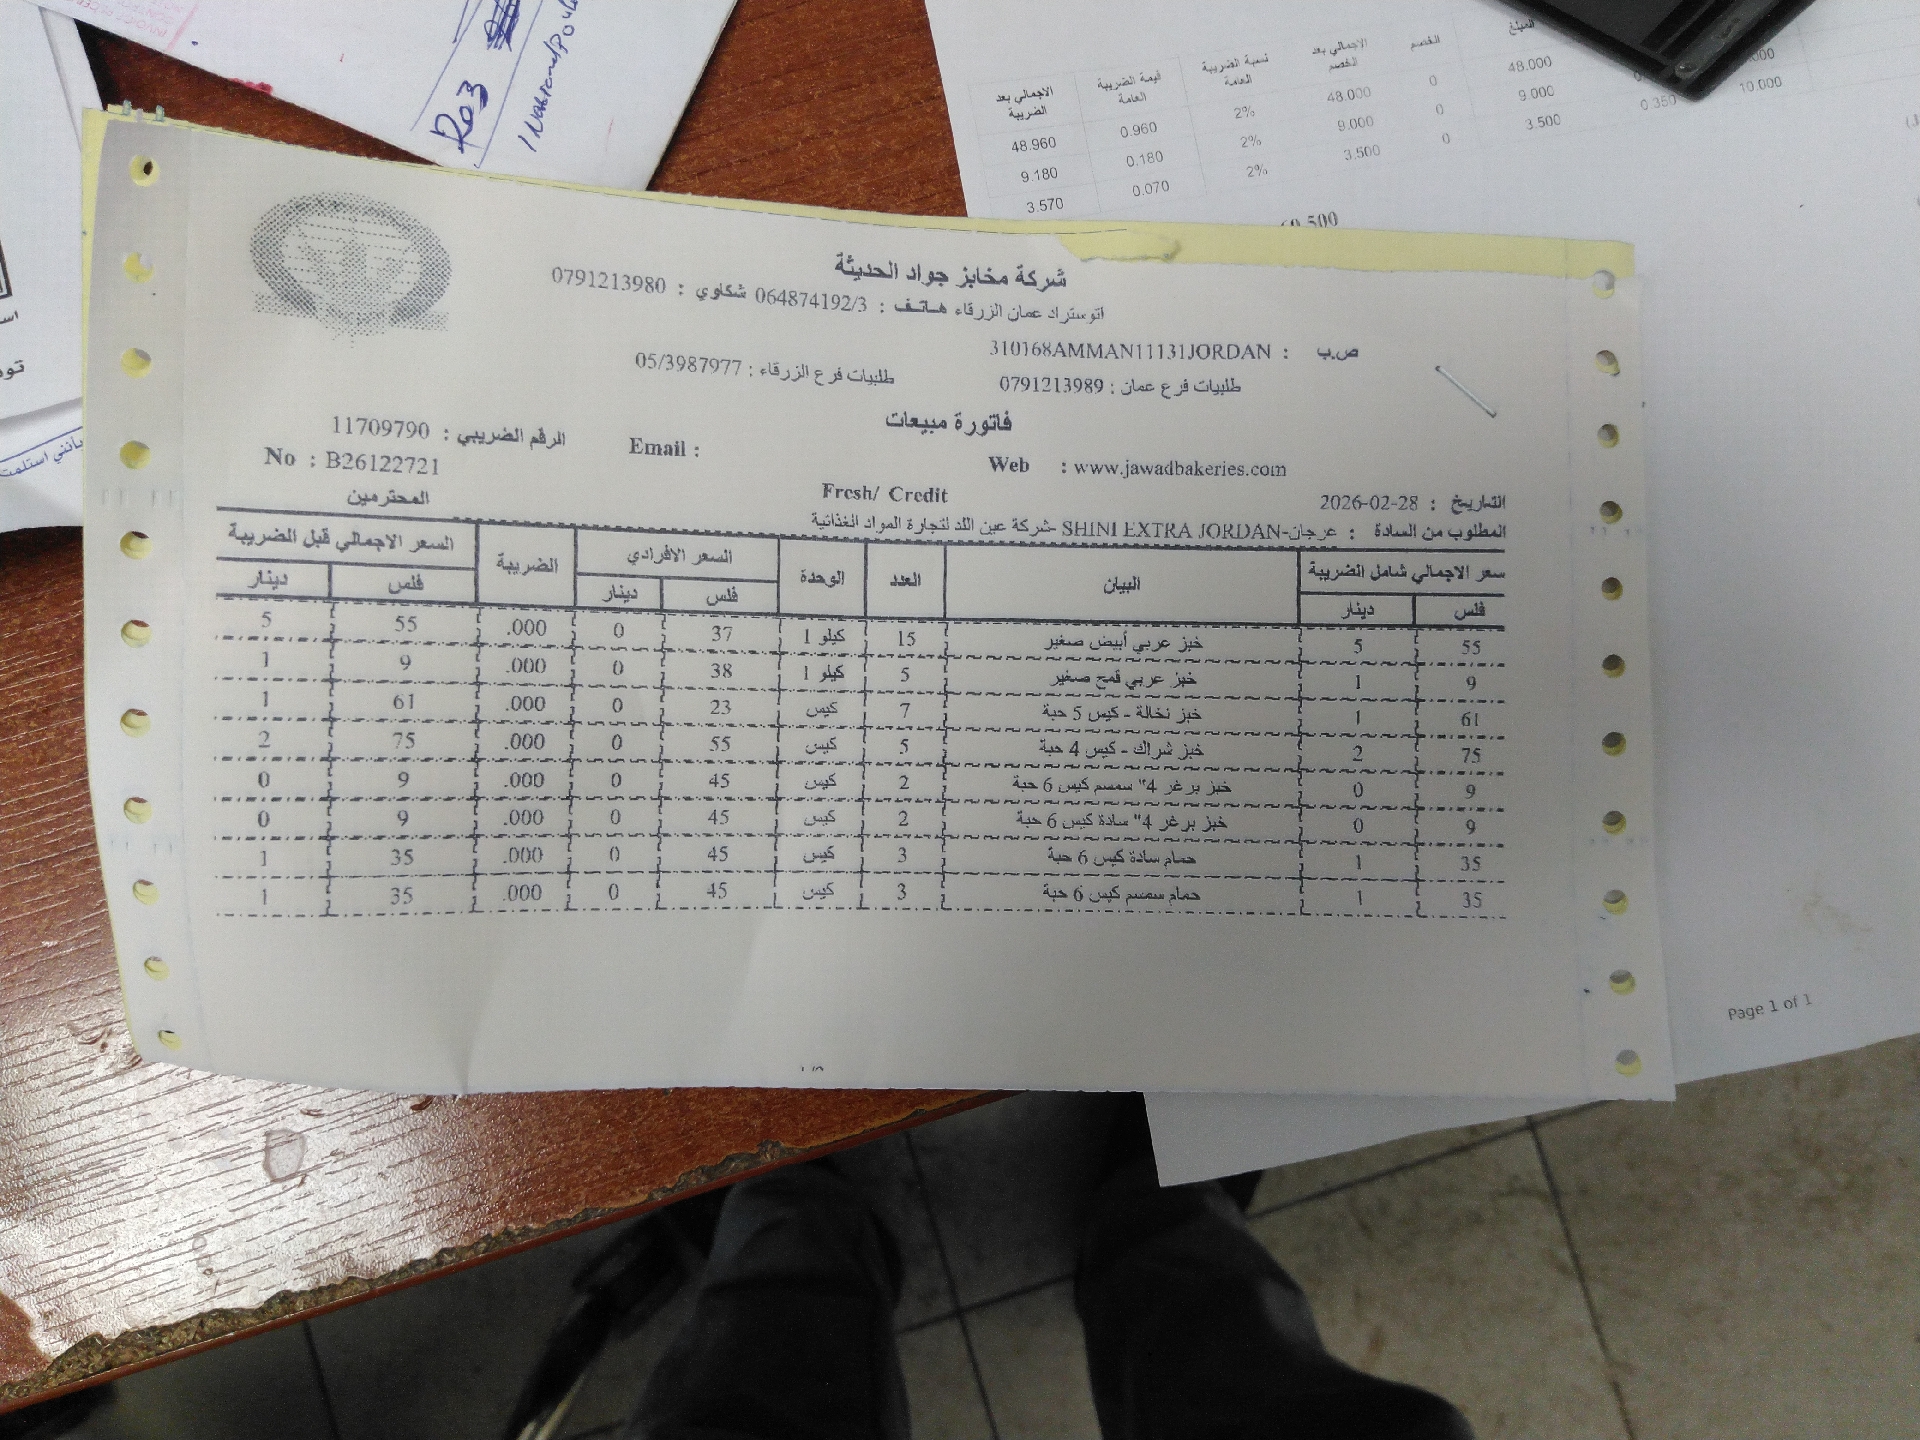 Ro3
48.000
المبلغ
الخصم
الاجمالي بعد الخصم
نسبة الضريبة العامة
قيمة الضريبة العامة
الاجمالي بعد الضريبة
48.000 0 48.000 2% 0.960 48.960
10.000 0.350 9.000 0 9.000 2% 0.180 9.180
3.500 0 3.500 2% 0.070 3.570
شركة مخابز جواد الحديثة
اتوستراد عمان الزرقاء هـاتـف : 064874192/3 شكاوي : 0791213980
ص.ب : 310168AMMAN11131JORDAN
طلبيات فرع عمان : 0791213989 طلبيات فرع الزرقاء : 05/3987977
فاتورة مبيعات
الرقم الضريبي : 11709790
Email :
Web : www.jawadbakeries.com
No : B26122721
Fresh/ Credit
التاريخ : 2026-02-28
المطلوب من السادة : عرجان-SHINI EXTRA JORDAN-شركة عين اللد لتجارة المواد الغذائية المحترمين
سعر الاجمالي شامل الضريبة البيان العدد الوحدة السعر الافرادي الضريبة السعر الاجمالي قبل الضريبة
فلس دينار فلس دينار فلس دينار
55 5 خبز عربي أبيض صغير 15 كيلو 1 37 0 .000 55 5
9 1 خبز عربي قمح صغير 5 كيلو 1 38 0 .000 9 1
61 1 خبز نخالة - كيس 5 حبة 7 كيس 23 0 .000 61 1
75 2 خبز شراك - كيس 4 حبة 5 كيس 55 0 .000 75 2
9 0 خبز برغر 4" سمسم كيس 6 حبة 2 كيس 45 0 .000 9 0
9 0 خبز برغر 4" سادة كيس 6 حبة 2 كيس 45 0 .000 9 0
35 1 حمام سادة كيس 6 حبة 3 كيس 45 0 .000 35 1
35 1 حمام سمسم كيس 6 حبة 3 كيس 45 0 .000 35 1
Page 1 of 1